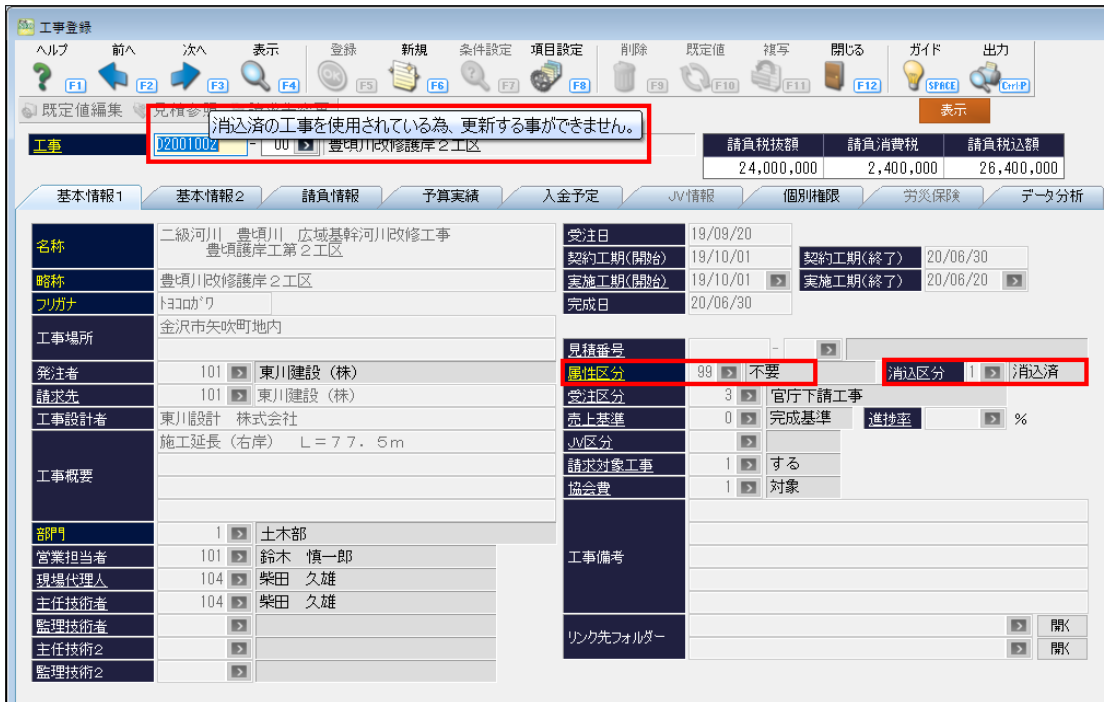 工事登録
ヘルプ 前へ 次へ 表示 登録 新規 条件設定 項目設定 削除 既定値 複写 閉じる ガイド 出力
F1 F2 F3 F4 F5 F6 F7 F8 F9 F10 F11 F12 SPACE Ctrl+P
既定値編集 見積参照 表示
消込済の工事を使用されている為、更新する事ができません。
工事 02001002 - 00 豊頃川改修護岸2工区
請負税抜額 請負消費税 請負税込額
24,000,000 2,400,000 26,400,000
基本情報1 基本情報2 請負情報 予算実績 入金予定 JV情報 個別権限 労災保険 データ分析
名称 二級河川 豊頃川 広域基幹河川改修工事
豊頃護岸工第2工区
略称 豊頃川改修護岸2工区
フリガナ ﾄﾖｺﾛｶﾞﾜ
工事場所 金沢市矢吹町地内
発注者 101 東川建設(株)
請求先 101 東川建設(株)
工事設計者 東川設計 株式会社
工事概要 施工延長(右岸) L=77.5m
部門 1 土木部
営業担当者 101 鈴木 慎一郎
現場代理人 104 柴田 久雄
主任技術者 104 柴田 久雄
監理技術者
主任技術2
監理技術2
受注日 19/09/20
契約工期(開始) 19/10/01 契約工期(終了) 20/06/30
実施工期(開始) 19/10/01 実施工期(終了) 20/06/20
完成日 20/06/30
見積番号 -
属性区分 99 不要 消込区分 1 消込済
受注区分 3 官庁下請工事
売上基準 0 完成基準 進捗率 %
JV区分
請求対象工事 1 する
協会費 1 対象
工事備考
リンク先フォルダー 開く
開く